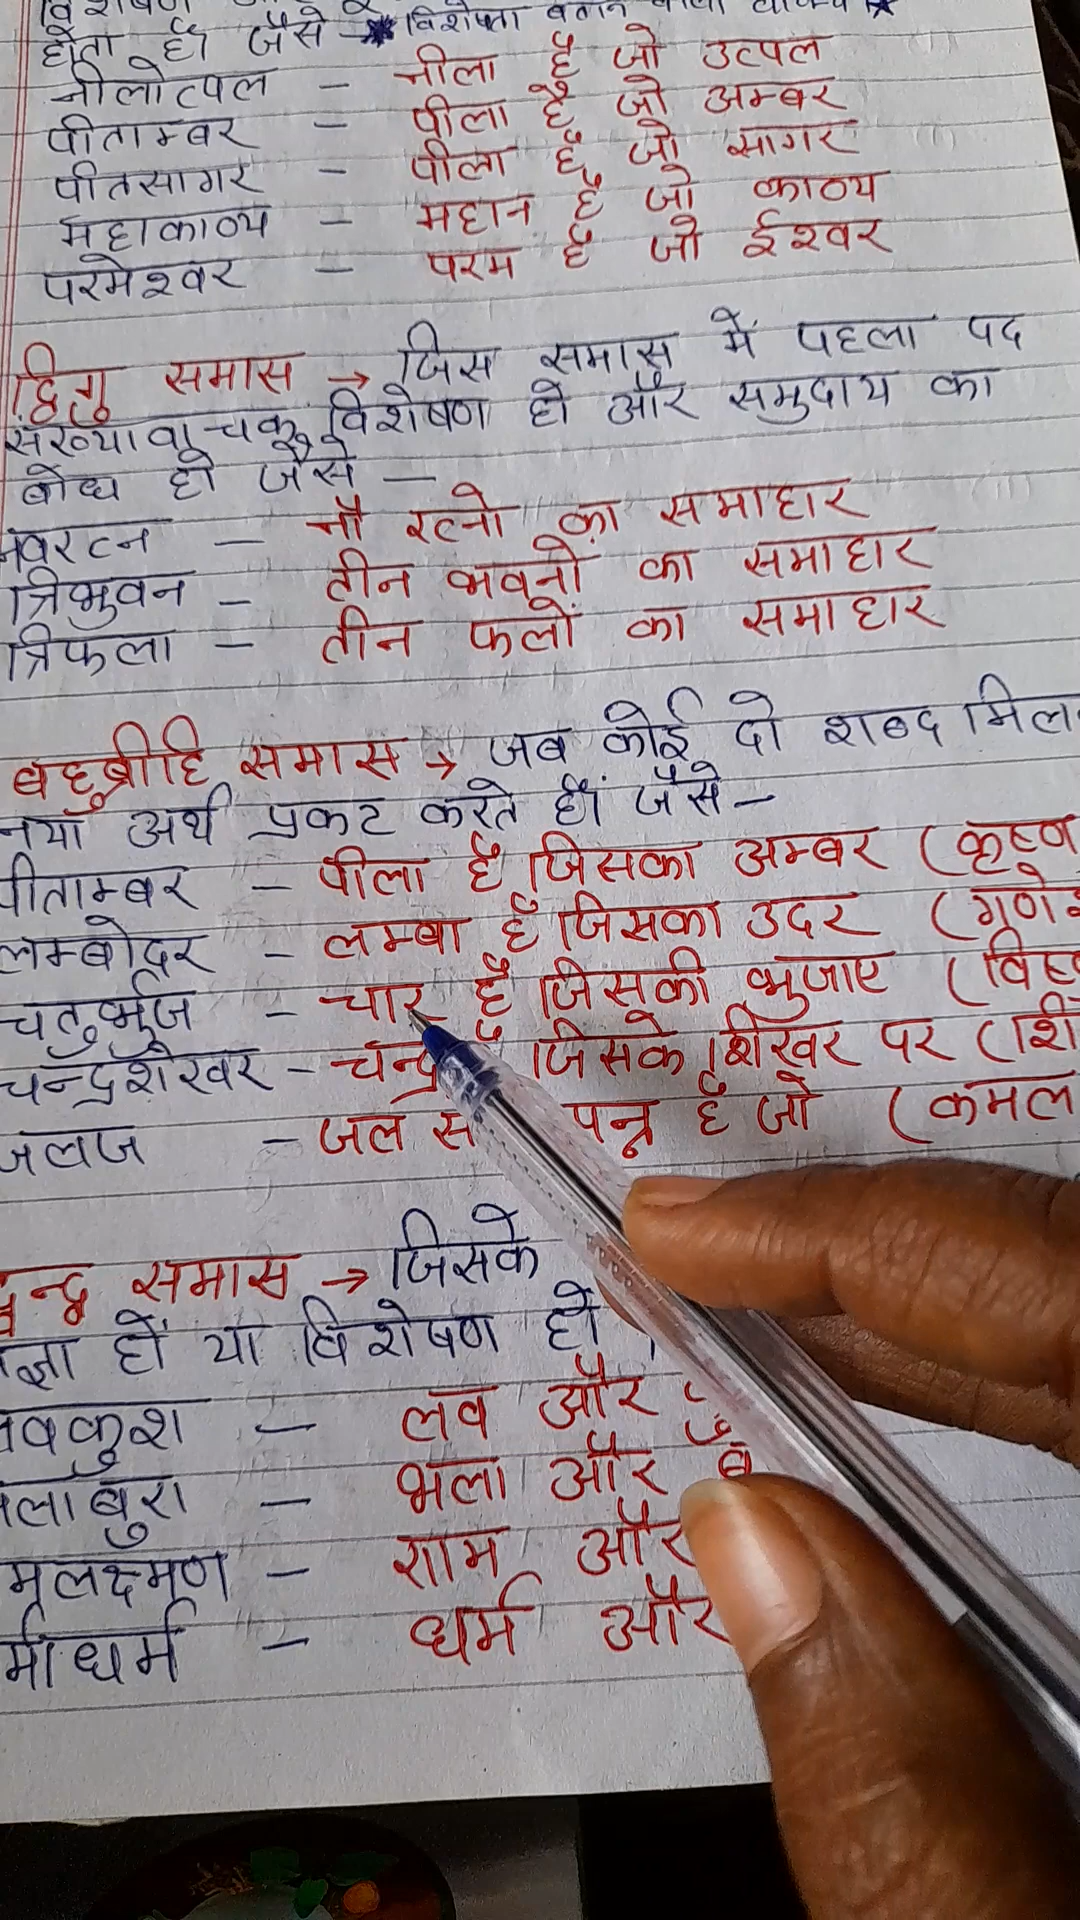 होता है। जैसे → विशेषता बताने वाला
नीलोत्पल – नीला है जो उत्पल
पीताम्बर – पीला है जो अम्बर
पीतसागर – पीला है जो सागर
महाकाव्य – महान है जो काव्य
परमेश्वर – परम है जो ईश्वर
द्विगु समास → जिस समास में पहला पद
संख्यावाचक विशेषण हो और समुदाय का
बोध हो जैसे –
नवरत्न – नौ रत्नो का समाहार
त्रिभुवन – तीन भवनों का समाहार
त्रिफला – तीन फलों का समाहार
बहुब्रीहि समास → जब कोई दो शब्द
नया अर्थ प्रकट करते हैं। जैसे –
पीताम्बर – पीला है जिसका अम्बर (कृष्ण
लम्बोदर – लम्बा है जिसका उदर
चतुर्भुज – चार है जिसकी भुजाए
चन्द्रशेखर – चन्द्र है जिसके शिखर पर
जलज – जल से है जो (कमल
द्वन्द्व समास → जिसके
हों या विशेषण हो
लवकुश – लव और
बुरा – भला और
लक्ष्मण – राम और
धर्म – धर्म और